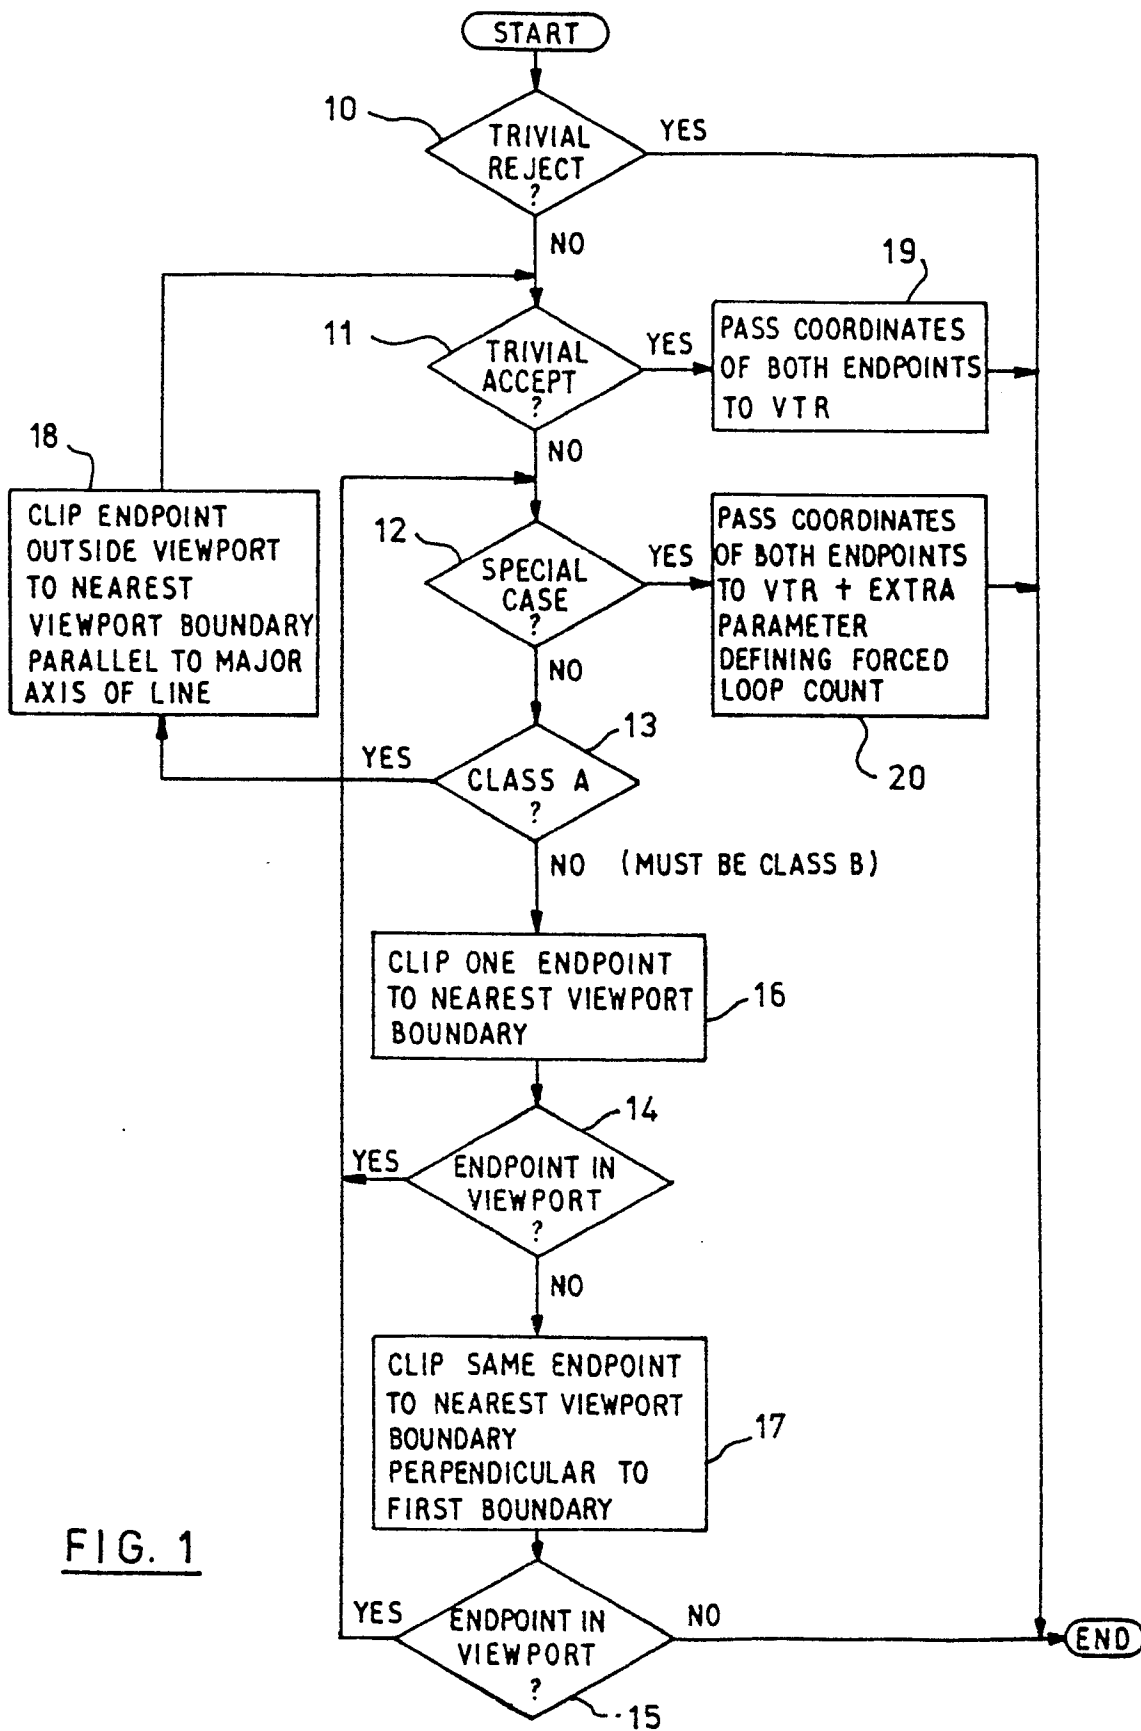 START
10
TRIVIAL
REJECT
?
YES
NO
19
11
TRIVIAL
ACCEPT
?
YES
PASS COORDINATES
OF BOTH ENDPOINTS
TO VTR
NO
18
CLIP ENDPOINT
OUTSIDE VIEWPORT
TO NEAREST
VIEWPORT BOUNDARY
PARALLEL TO MAJOR
AXIS OF LINE
12
SPECIAL
CASE
?
YES
PASS COORDINATES
OF BOTH ENDPOINTS
TO VTR + EXTRA
PARAMETER
DEFINING FORCED
LOOP COUNT
20
NO
13
YES
CLASS A
?
NO (MUST BE CLASS B)
CLIP ONE ENDPOINT
TO NEAREST VIEWPORT
BOUNDARY
16
14
YES
ENDPOINT IN
VIEWPORT
?
NO
CLIP SAME ENDPOINT
TO NEAREST VIEWPORT
BOUNDARY
PERPENDICULAR TO
FIRST BOUNDARY
17
FIG. 1
YES
ENDPOINT IN
VIEWPORT
?
NO
END
15